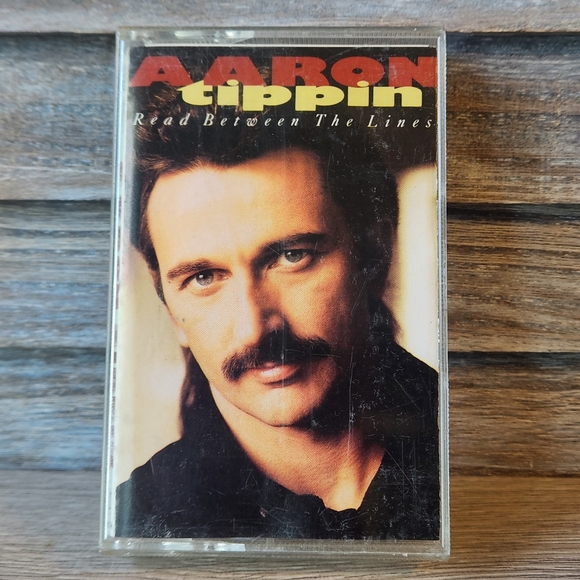 AARON
tippin
Read Between The Lines